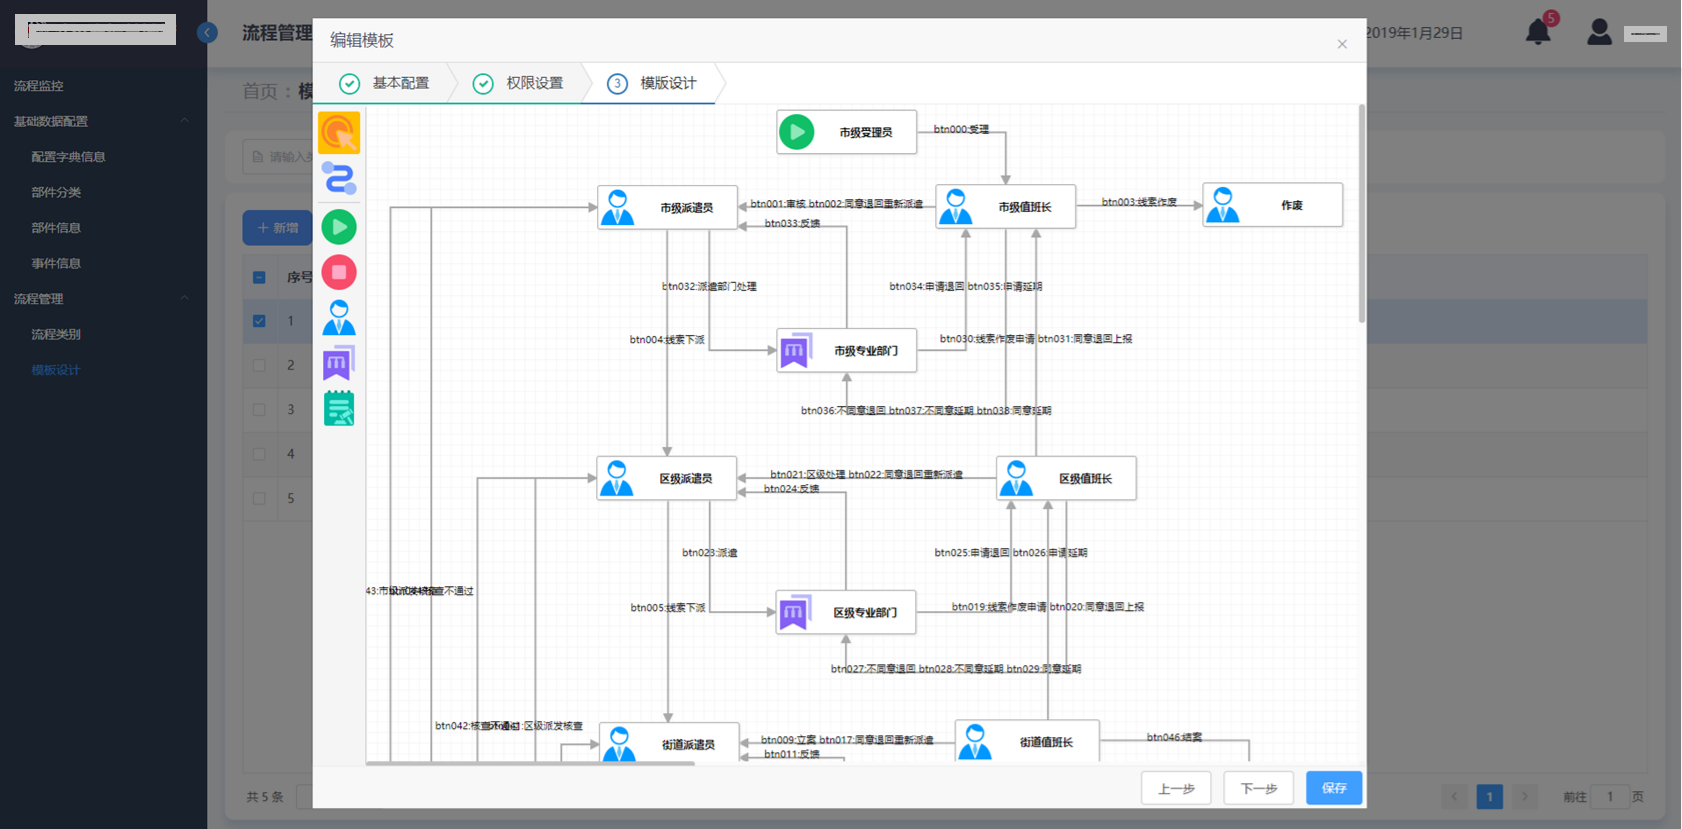 流程管理
2019年1月29日
5
流程监控
基础数据配置
配置字典信息
部件分类
部件信息
事件信息
流程管理
流程类别
模板设计
首页：模
请输入
+ 新增
序号
1
2
3
4
5
共 5 条
编辑模板
基本配置
权限设置
3 模版设计
市级受理员
btn000:受理
市级派遣员
btn001:审核 btn002:同意退回重新派遣
市级值班长
btn003:线索作废
作废
btn033:反馈
btn032:派遣部门处理
btn034:申请退回 btn035:申请延期
btn004:线索下派
市级专业部门
btn030:线索作废申请 btn031:同意退回上报
btn036:不同意退回 btn037:不同意延期 btn038:同意延期
区级派遣员
btn021:区级处理 btn022:同意退回重新派遣
区级值班长
btn024:反馈
btn023:派遣
btn025:申请退回 btn026:申请延期
43:市级派发核查不通过
btn005:线索下派
区级专业部门
btn019:线索作废申请 btn020:同意退回上报
btn027:不同意退回 btn028:不同意延期 btn029:同意延期
btn042:核查不通过
:区级派发核查
街道派遣员
btn009:立案 btn017:同意退回重新派遣
街道值班长
btn046:结案
btn011:反馈
上一步
下一步
保存
1
前往 1 页